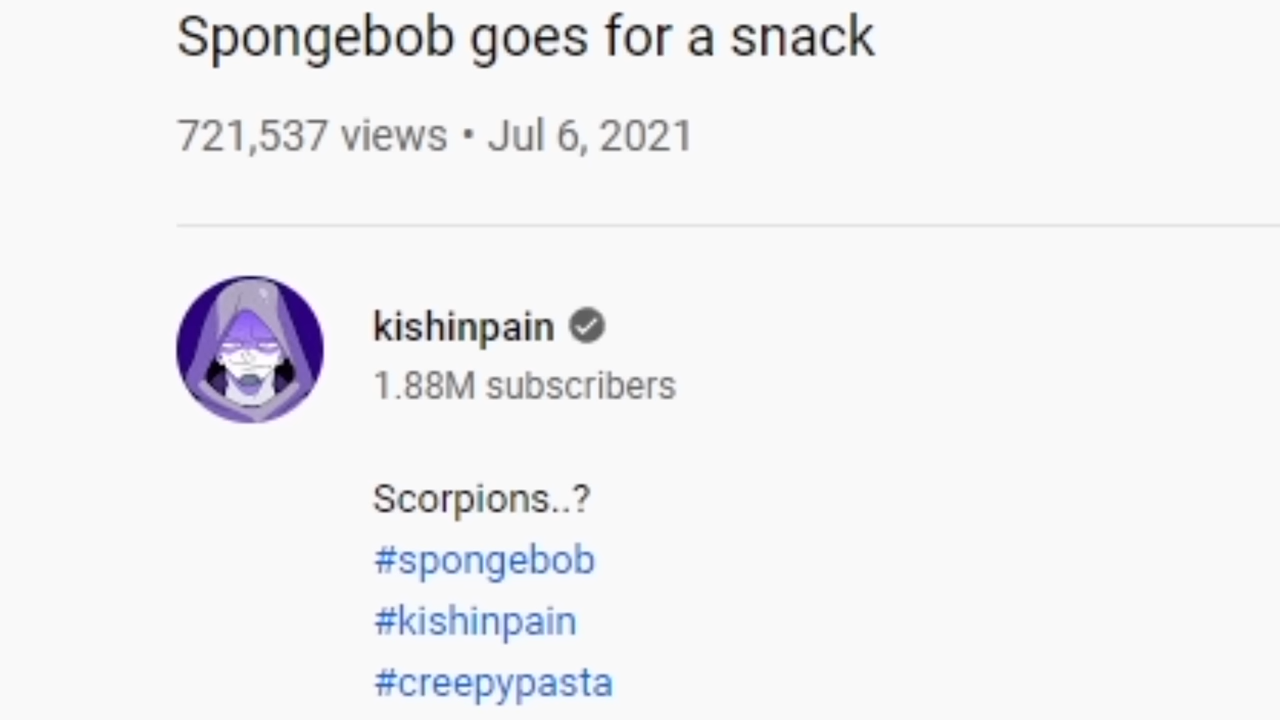 Spongebob goes for a snack
721,537 views • Jul 6, 2021
kishinpain
1.88M subscribers
Scorpions..?
#spongebob
#kishinpain
#creepypasta